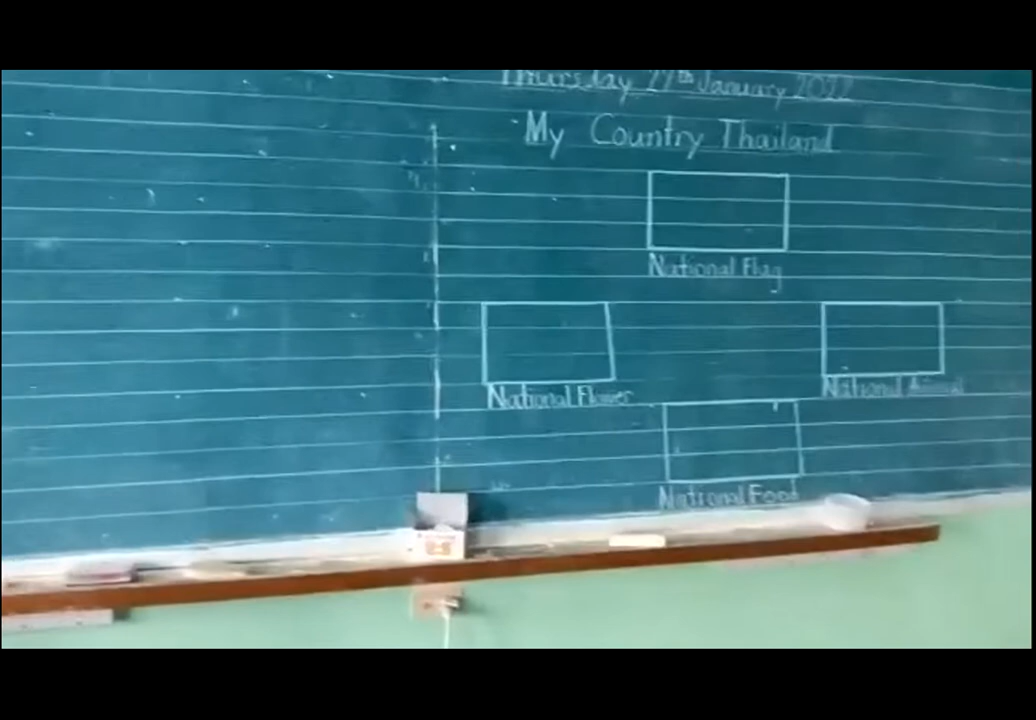 Thursday 27th January 2022
My Country Thailand
National Flag
National Flower
National Animal
National Food